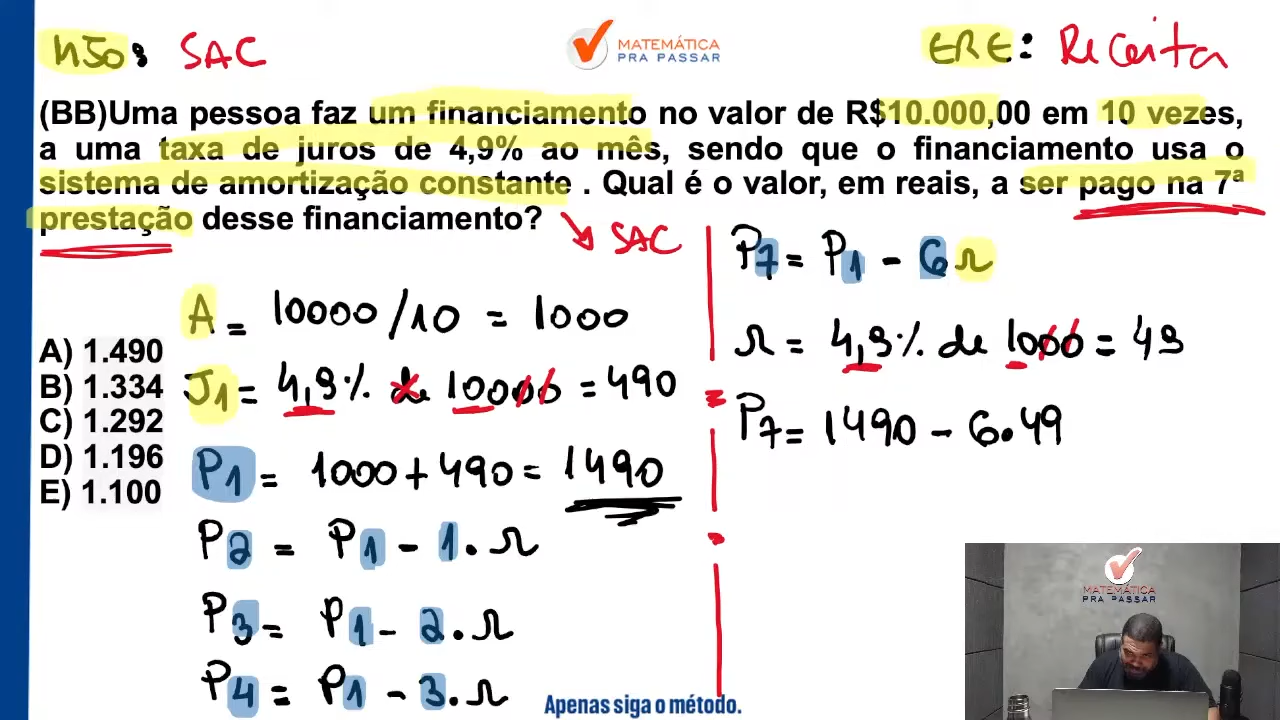 450: SAC
MATEMÁTICA
PRA PASSAR
ERE: Receita
(BB)Uma pessoa faz um financiamento no valor de R$10.000,00 em 10 vezes,
a uma taxa de juros de 4,9% ao mês, sendo que o financiamento usa o
sistema de amortização constante . Qual é o valor, em reais, a ser pago na 7ª
prestação desse financiamento?
SAC
A = 10000/10 = 1000
A) 1.490
B) 1.334
C) 1.292
D) 1.196
E) 1.100
J1 = 4,9% de 10000 = 490
P1 = 1000 + 490 = 1490
P2 = P1 - 1. r
P3 = P1 - 2. r
P4 = P1 - 3. r
P7 = P1 - 6 r
r = 4,9% de 1000 = 49
P7 = 1490 - 6.49
MATEMÁTICA
PRA PASSAR
Apenas siga o método.